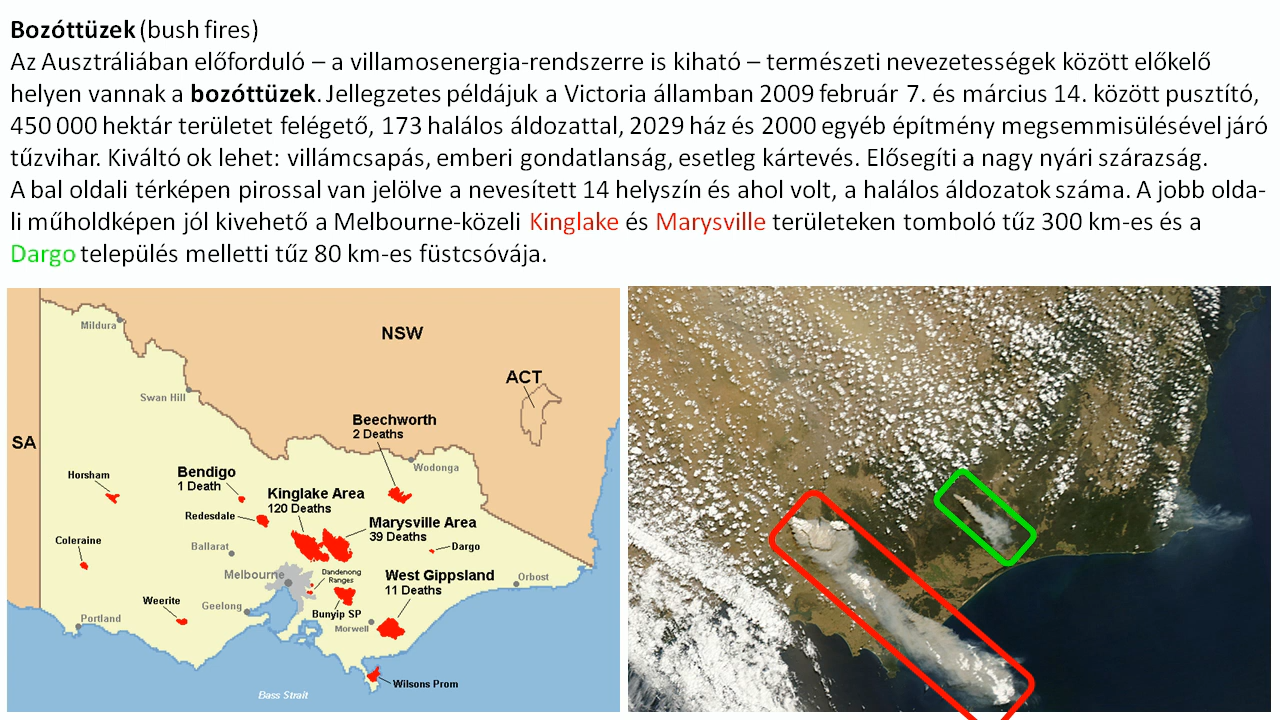 Bozóttüzek (bush fires)
Az Ausztráliában előforduló – a villamosenergia-rendszerre is kiható – természeti nevezetességek között előkelő
helyen vannak a bozóttüzek. Jellegzetes példájuk a Victoria államban 2009 február 7. és március 14. között pusztító,
450 000 hektár területet felégető, 173 halálos áldozattal, 2029 ház és 2000 egyéb építmény megsemmisülésével járó
tűzvihar. Kiváltó ok lehet: villámcsapás, emberi gondatlanság, esetleg kártevés. Elősegíti a nagy nyári szárazság.
A bal oldali térképen pirossal van jelölve a nevesített 14 helyszín és ahol volt, a halálos áldozatok száma. A jobb olda-
li műholdképen jól kivehető a Melbourne-közeli Kinglake és Marysville területeken tomboló tűz 300 km-es és a
Dargo település melletti tűz 80 km-es füstcsóvája.
Mildura
NSW
ACT
Swan Hill
SA
Beechworth
2 Deaths
Wodonga
Horsham
Bendigo
1 Death
Kinglake Area
120 Deaths
Redesdale
Marysville Area
39 Deaths
Coleraine
Ballarat
Dargo
Melbourne
Dandenong
Ranges
West Gippsland
11 Deaths
Orbost
Weerite
Geelong
Bunyip SP
Portland
Morwell
Wilsons Prom
Bass Strait